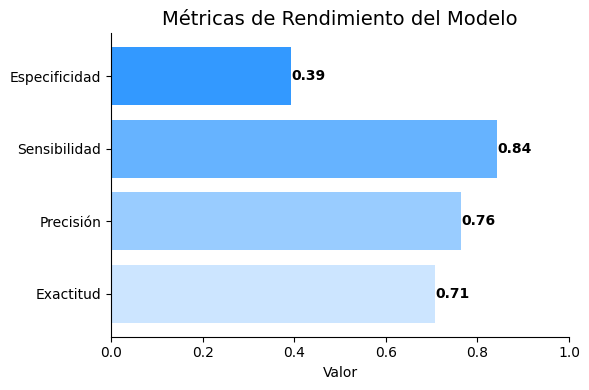 Métricas de Rendimiento del Modelo
Especificidad 0.39
Sensibilidad 0.84
Precisión 0.76
Exactitud 0.71
0.0 0.2 0.4 0.6 0.8 1.0
Valor